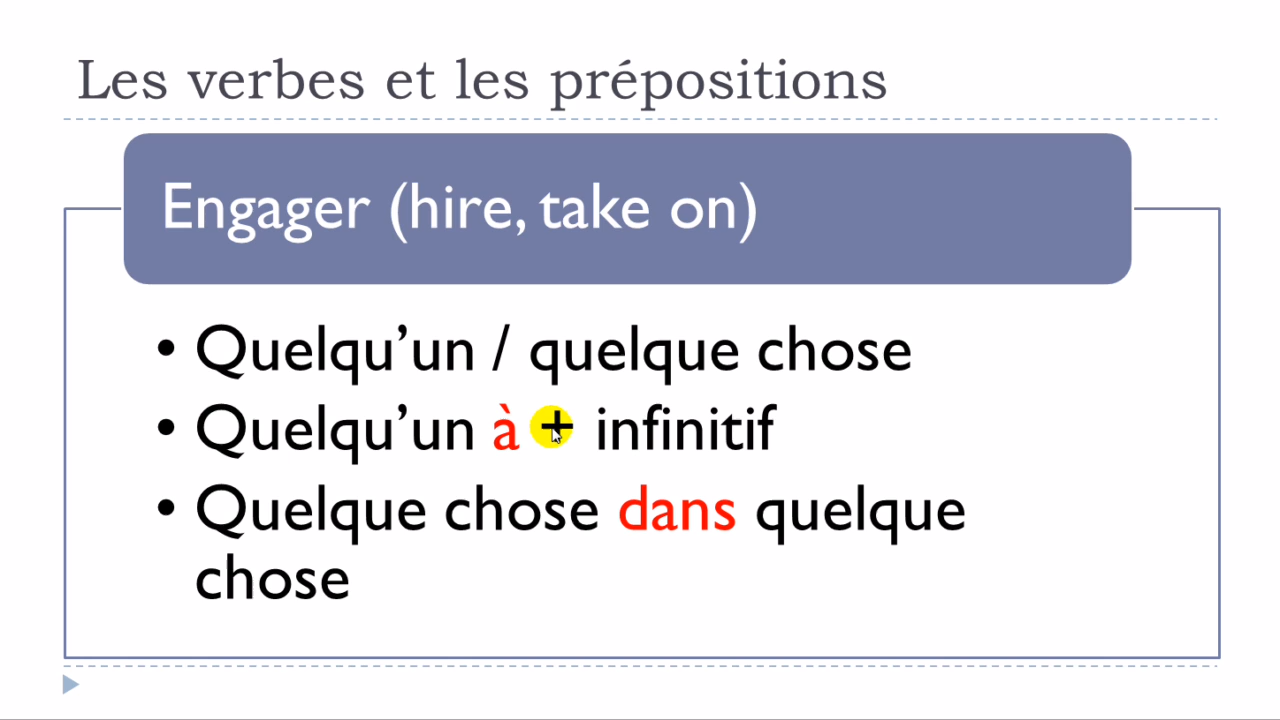 Les verbes et les prépositions
Engager (hire, take on)
• Quelqu’un / quelque chose
• Quelqu’un à + infinitif
• Quelque chose dans quelque
chose